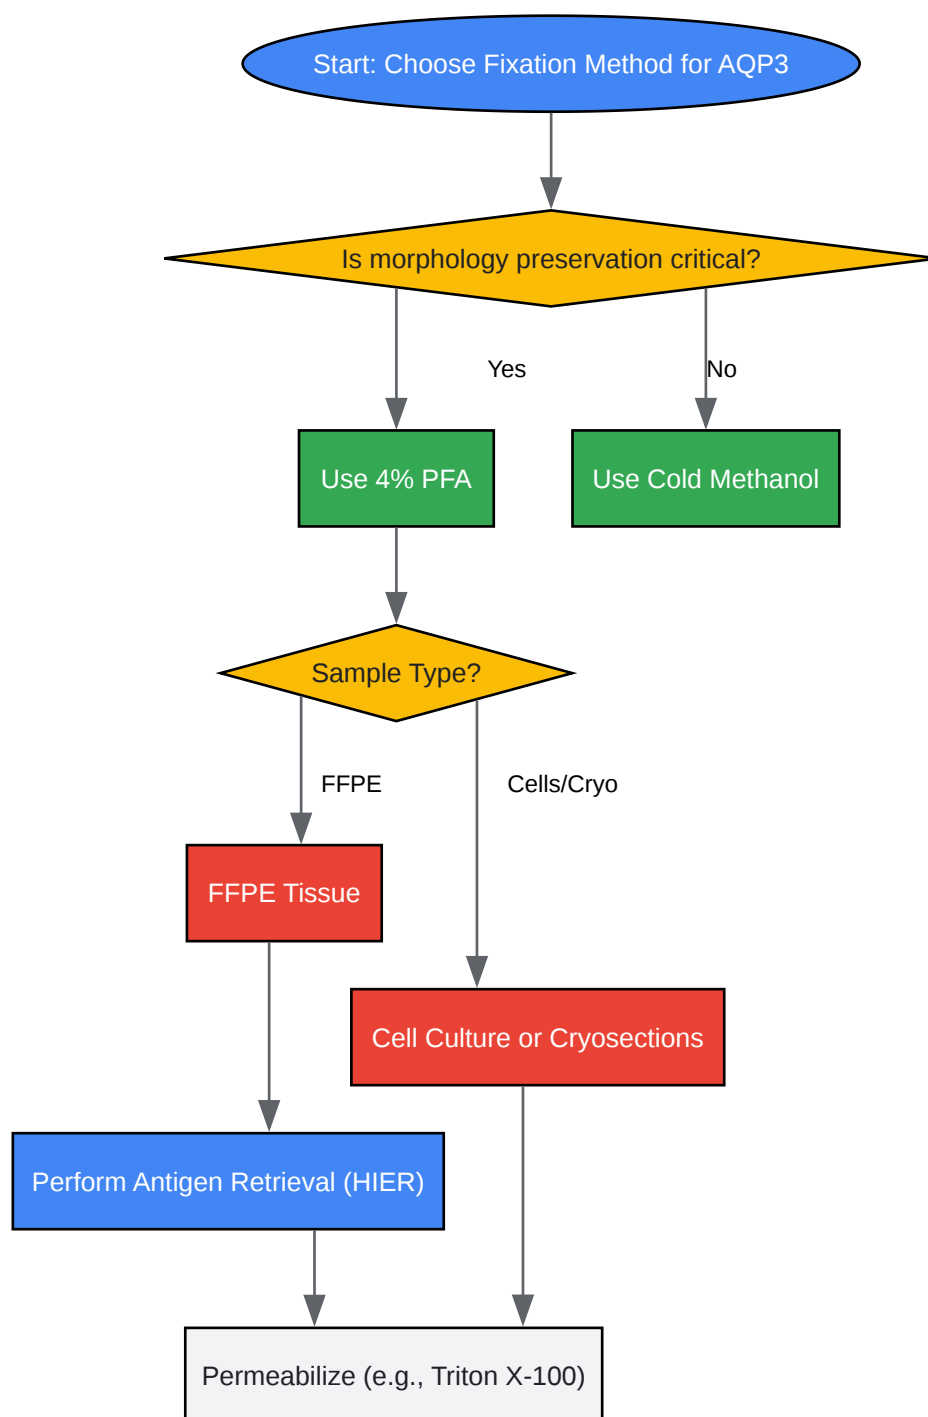 Start: Choose Fixation Method for AQP3
Is morphology preservation critical?
Yes
No
Use 4% PFA
Use Cold Methanol
Sample Type?
FFPE
Cells/Cryo
FFPE Tissue
Cell Culture or Cryosections
Perform Antigen Retrieval (HIER)
Permeabilize (e.g., Triton X-100)